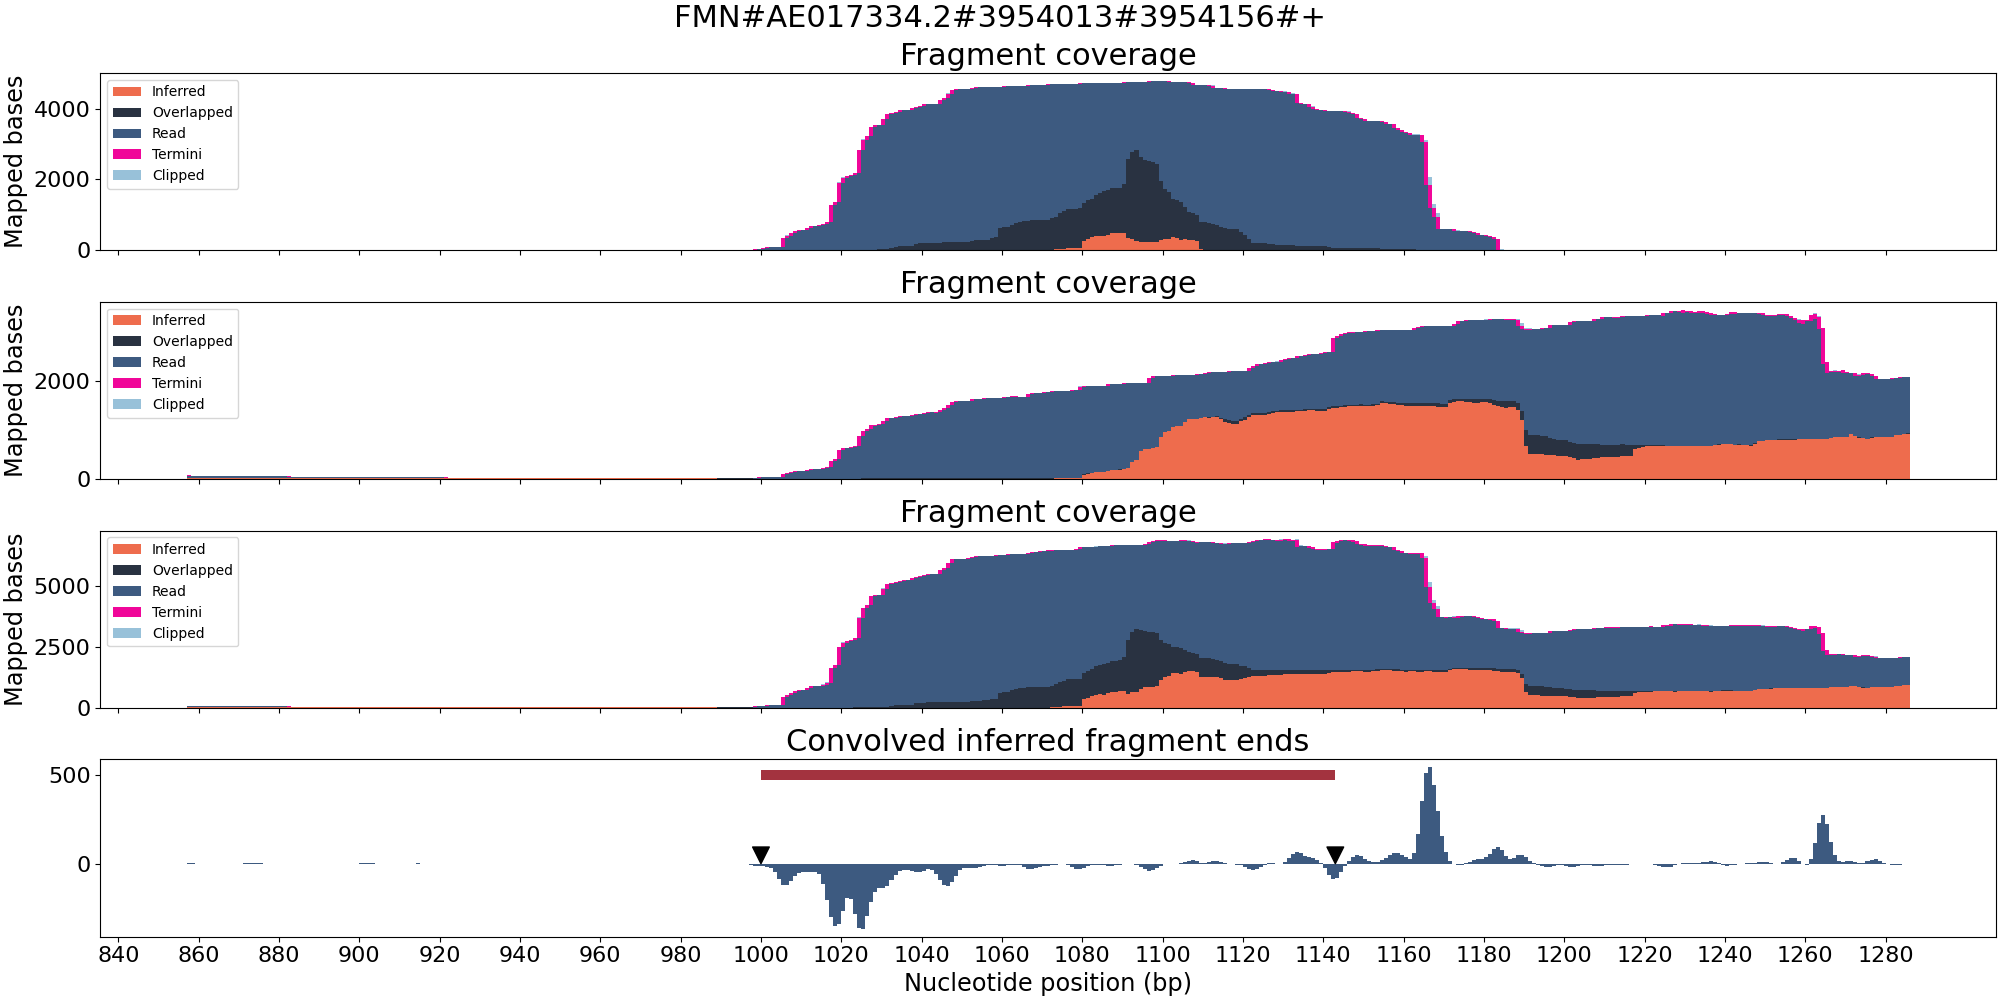 FMN#AE017334.2#3954013#3954156#+
Fragment coverage
Mapped bases
4000
2000
0
Inferred
Overlapped
Read
Termini
Clipped
Fragment coverage
Mapped bases
2000
0
Inferred
Overlapped
Read
Termini
Clipped
Fragment coverage
Mapped bases
5000
2500
0
Inferred
Overlapped
Read
Termini
Clipped
Convolved inferred fragment ends
500
0
840 860 880 900 920 940 960 980 1000 1020 1040 1060 1080 1100 1120 1140 1160 1180 1200 1220 1240 1260 1280
Nucleotide position (bp)